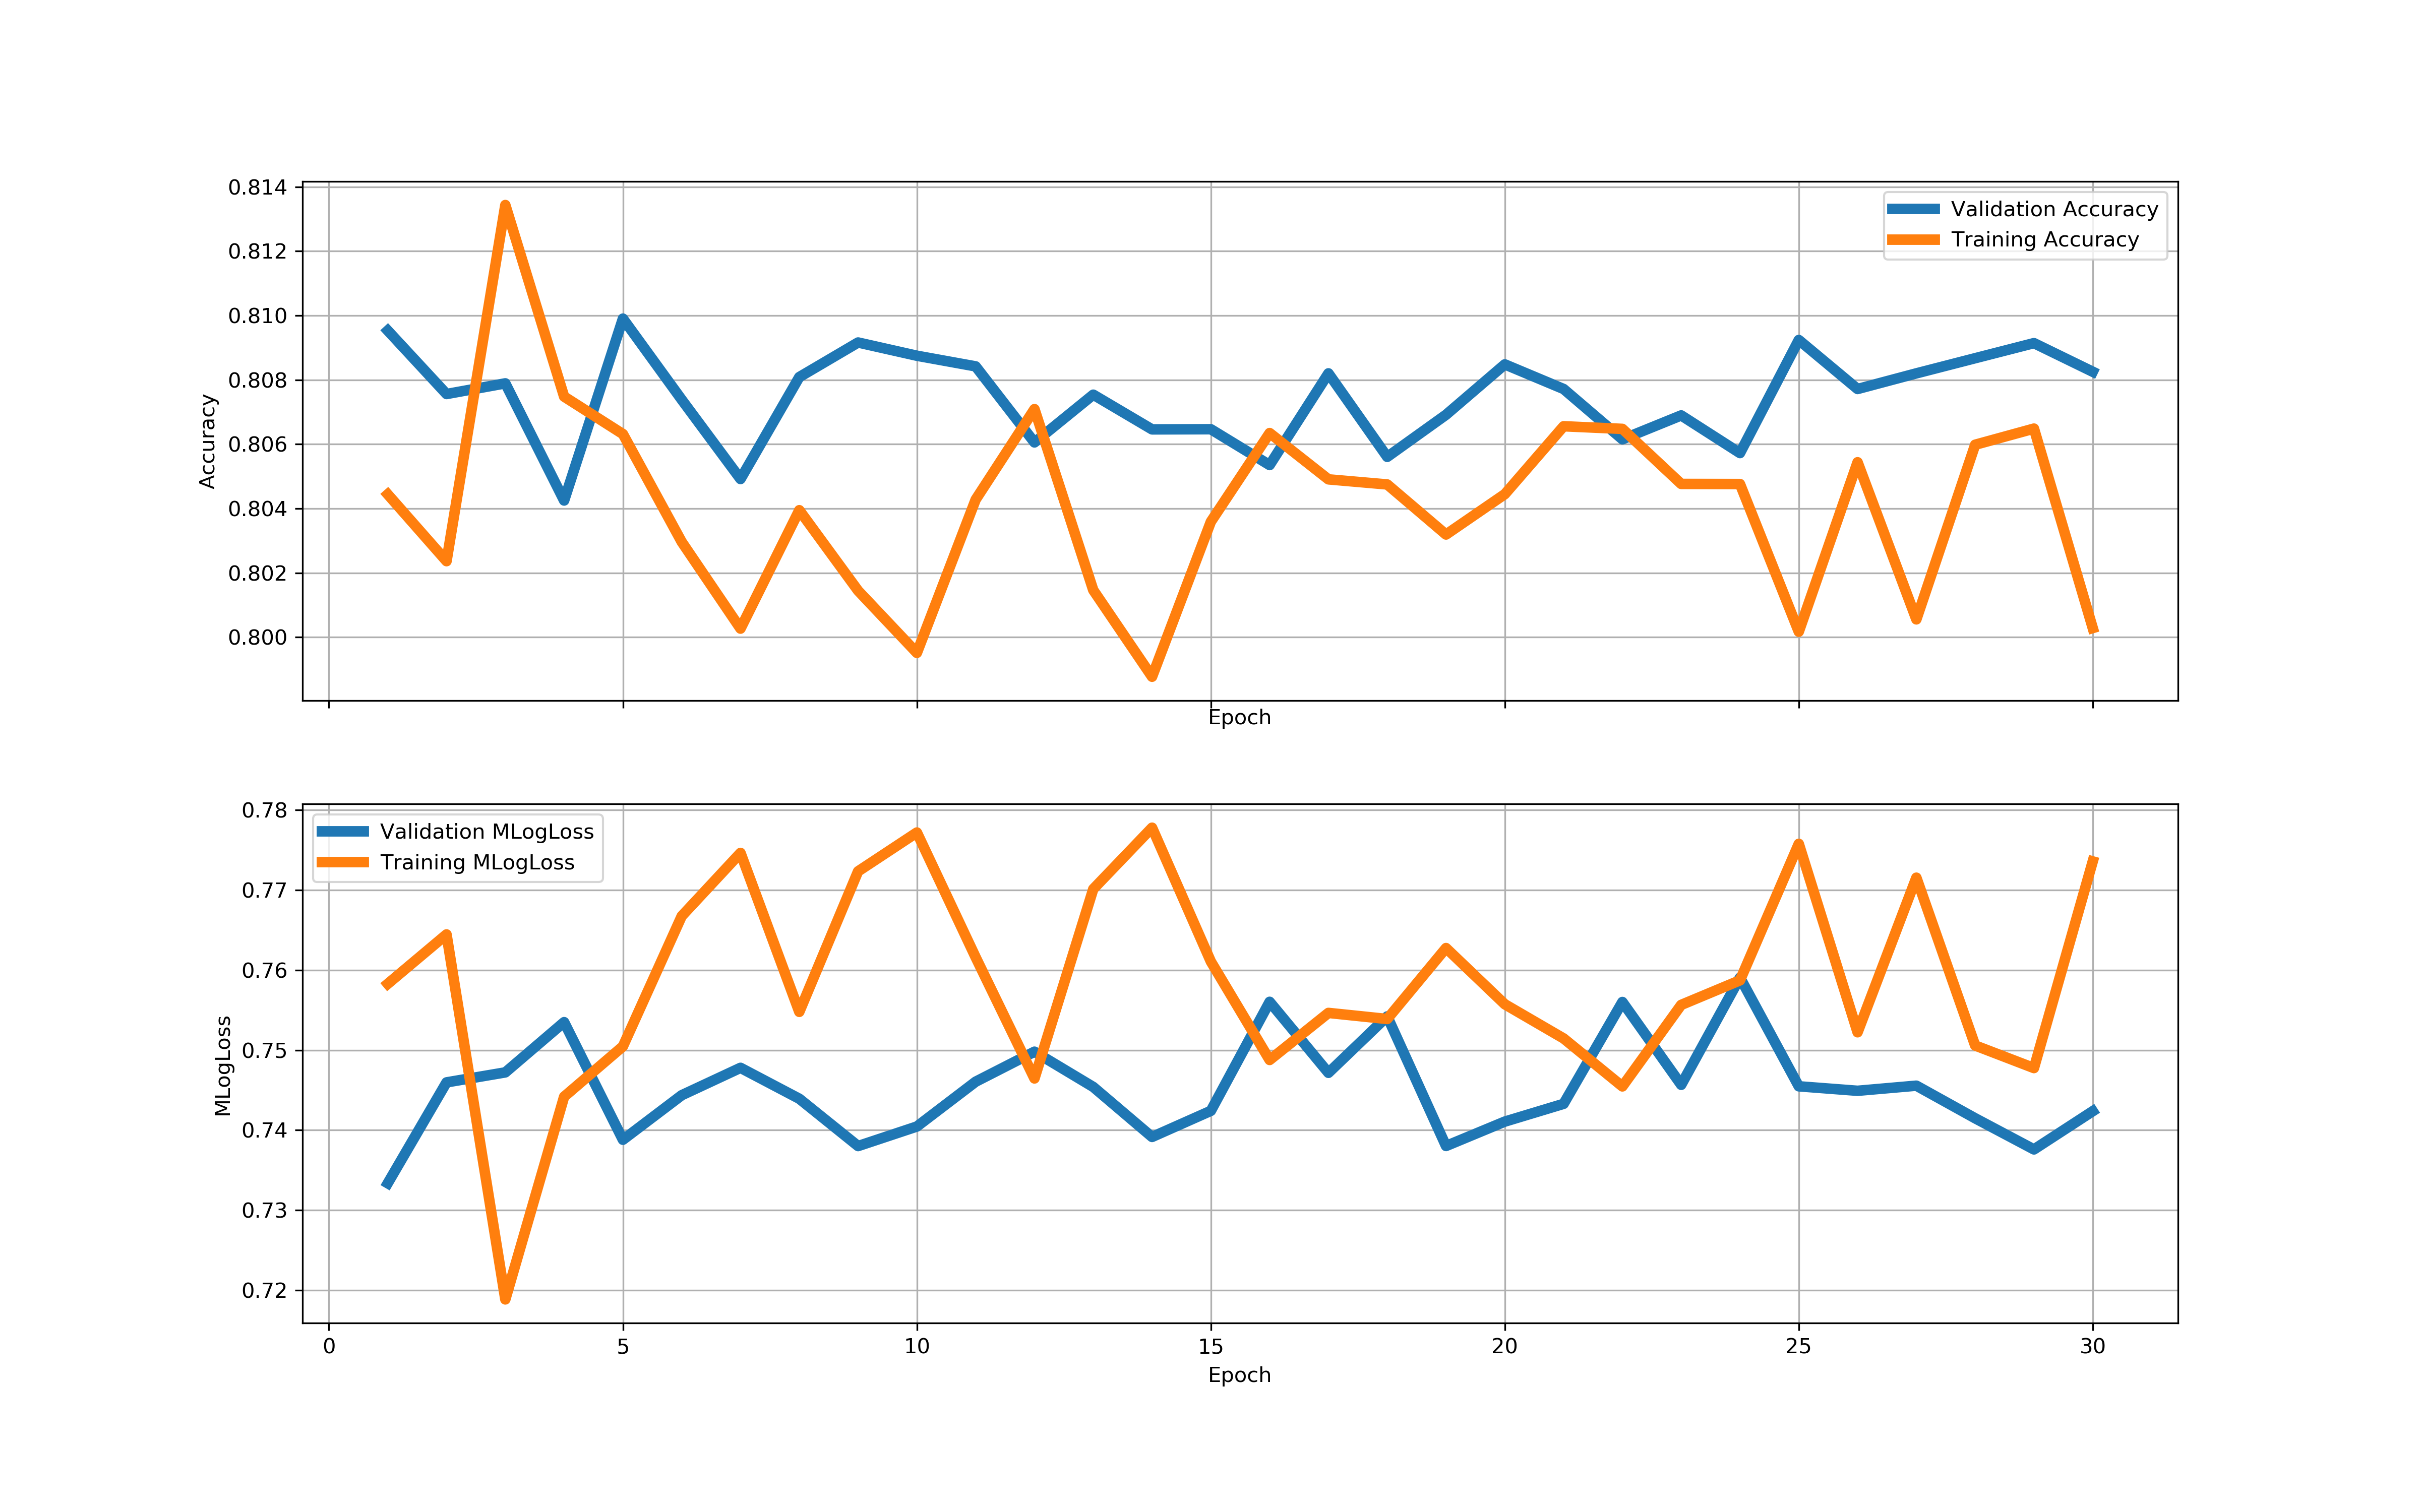 0.814
0.812
0.810
0.808
0.806
0.804
0.802
0.800
Accuracy
Validation Accuracy
Training Accuracy
Epoch
0.78
0.77
0.76
0.75
0.74
0.73
0.72
MLogLoss
Validation MLogLoss
Training MLogLoss
0 5 10 15 20 25 30
Epoch